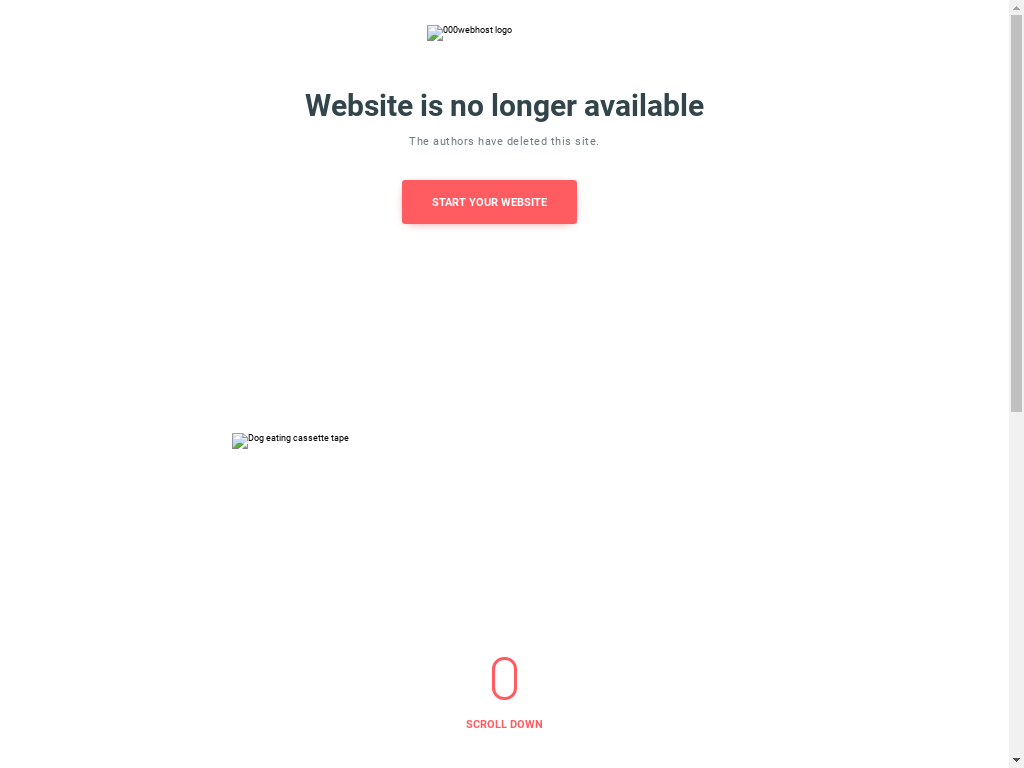 000webhost logo
Website is no longer available
The authors have deleted this site.
START YOUR WEBSITE
Dog eating cassette tape
SCROLL DOWN